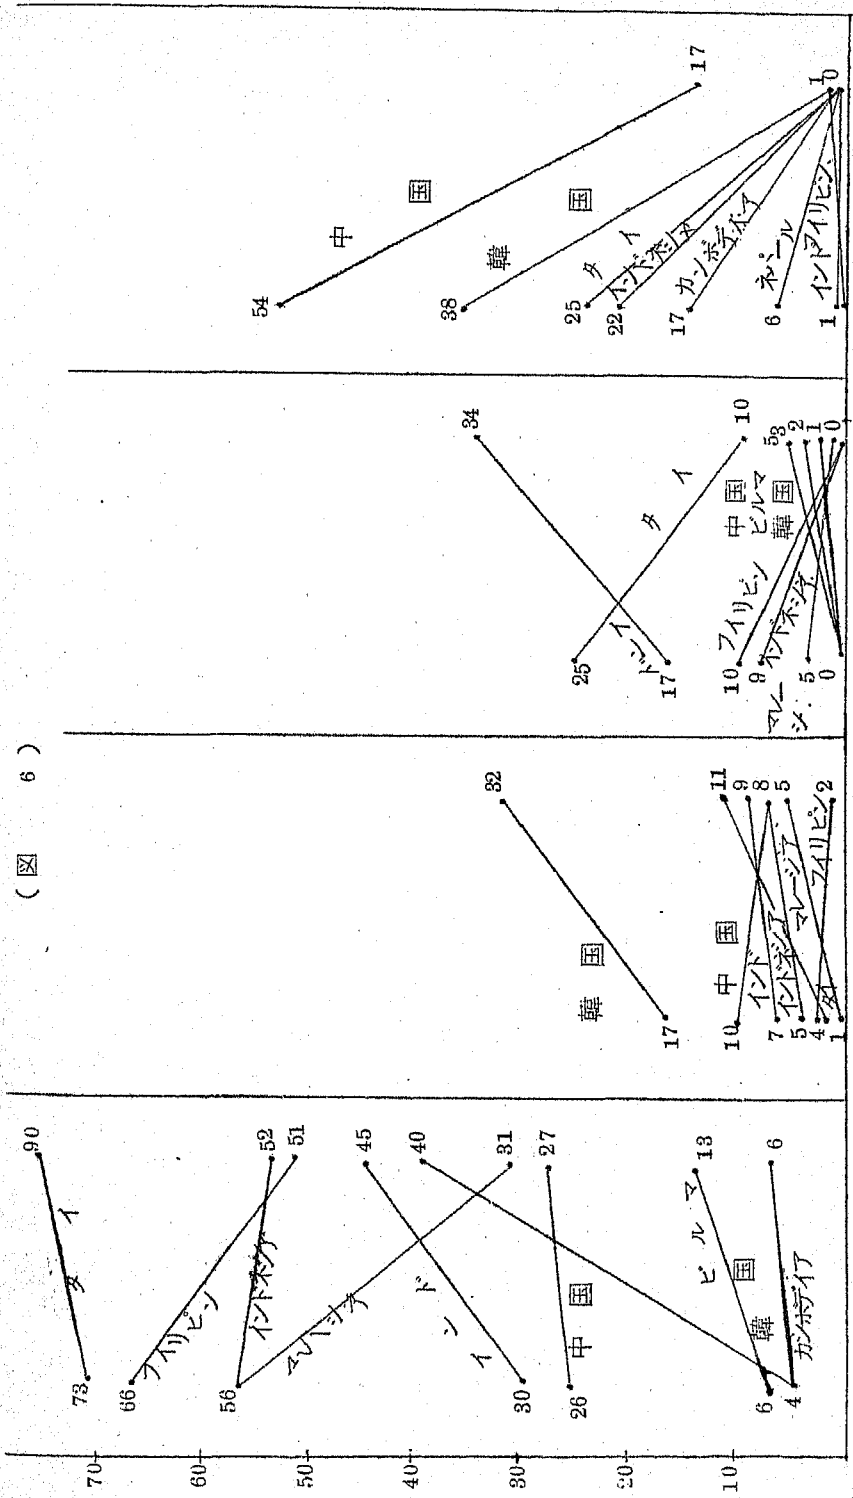 (図 6)
70
60
50
40
30
20
10
73
タイ
90
66
フィリピン
51
56
インドネシア
52
マレーシア
31
30
インド
45
26
中国
27
6
ビルマ
13
4
韓国
40
カンボディア
6
17
韓国
32
10
中国
8
7
インド
9
5
インドネシア
マレーシア
5
4
フィリピン
2
1
タイ
11
25
タイ
10
17
インド
34
10
フィリピン
9
インドネシア
マレーシ.
5
0
中国
ビルマ
韓国
5
3
2
1
0
54
中国
17
38
韓国
25
タイ
22
インドネシア
17
カンボディア
6
ネパール
1
インド
フィリピン
1
0